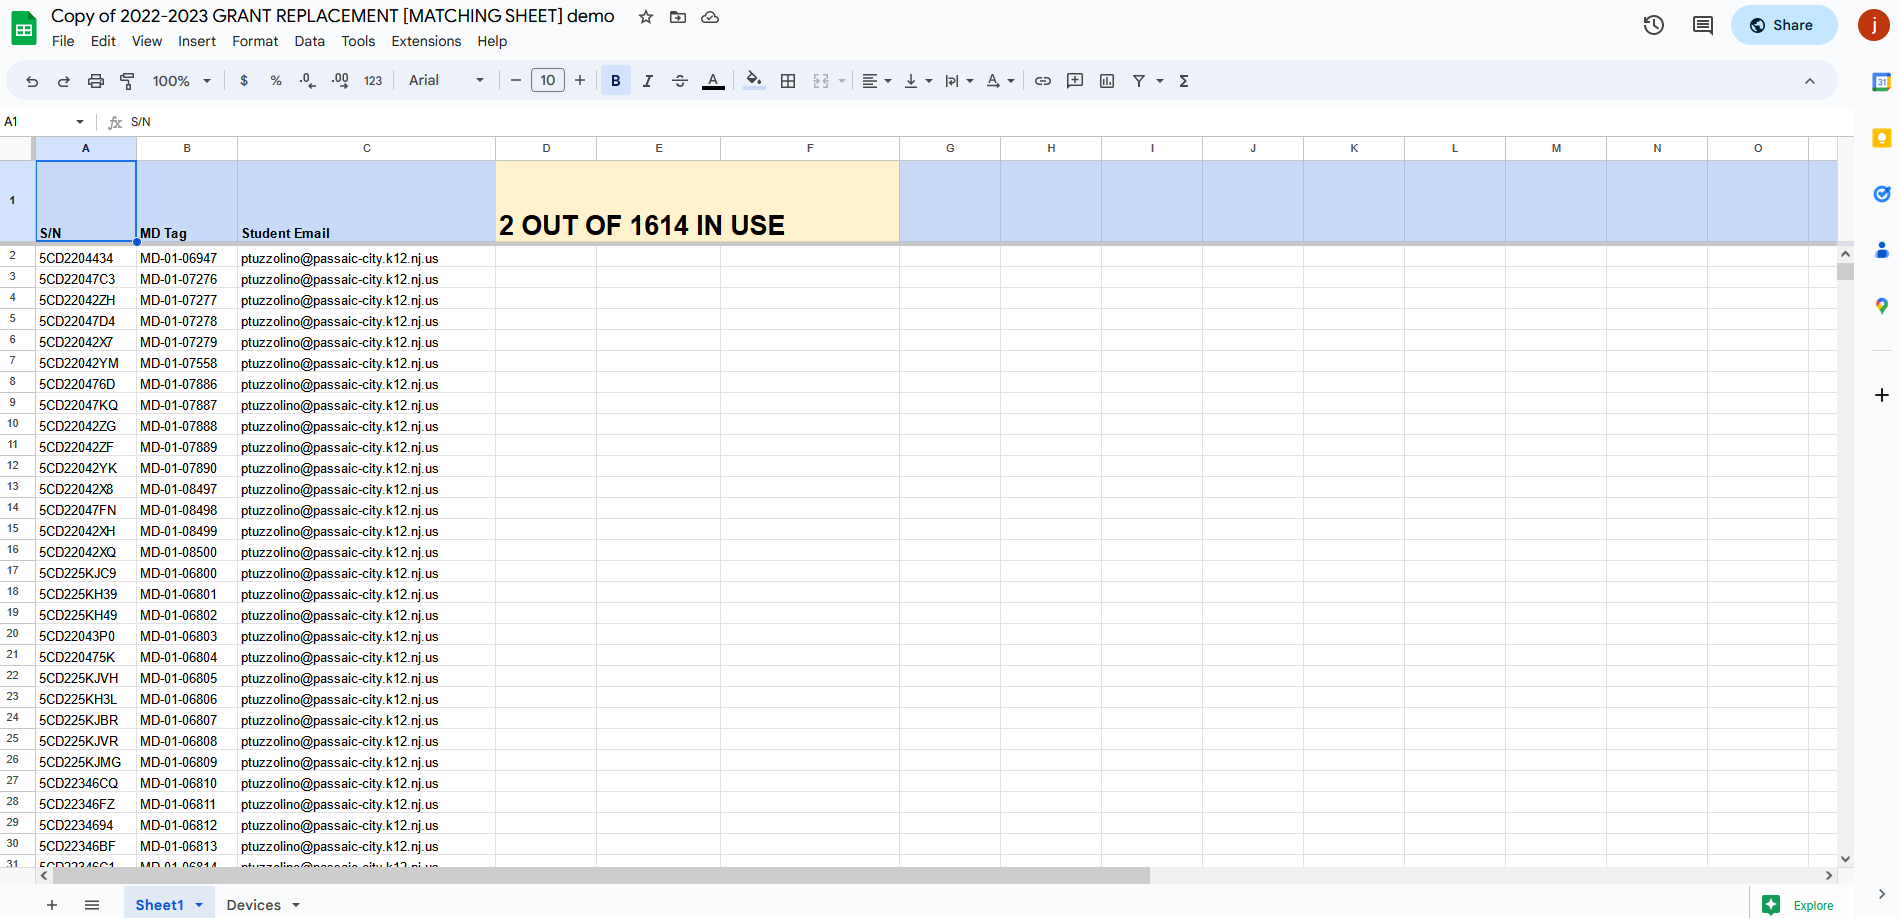 Copy of 2022-2023 GRANT REPLACEMENT [MATCHING SHEET] demo
File Edit View Insert Format Data Tools Extensions Help
Share
j
100% $ % .0 .00 123 Arial 10 B I A
31
A1 fx S/N
A B C D E F G H I J K L M N O
1 S/N MD Tag Student Email 2 OUT OF 1614 IN USE
2 5CD2204434 MD-01-06947 ptuzzolino@passaic-city.k12.nj.us
3 5CD22047C3 MD-01-07276 ptuzzolino@passaic-city.k12.nj.us
4 5CD22042ZH MD-01-07277 ptuzzolino@passaic-city.k12.nj.us
5 5CD22047D4 MD-01-07278 ptuzzolino@passaic-city.k12.nj.us
6 5CD22042X7 MD-01-07279 ptuzzolino@passaic-city.k12.nj.us
7 5CD22042YM MD-01-07558 ptuzzolino@passaic-city.k12.nj.us
8 5CD220476D MD-01-07886 ptuzzolino@passaic-city.k12.nj.us
9 5CD22047KQ MD-01-07887 ptuzzolino@passaic-city.k12.nj.us
10 5CD22042ZG MD-01-07888 ptuzzolino@passaic-city.k12.nj.us
11 5CD22042ZF MD-01-07889 ptuzzolino@passaic-city.k12.nj.us
12 5CD22042YK MD-01-07890 ptuzzolino@passaic-city.k12.nj.us
13 5CD22042X8 MD-01-08497 ptuzzolino@passaic-city.k12.nj.us
14 5CD22047FN MD-01-08498 ptuzzolino@passaic-city.k12.nj.us
15 5CD22042XH MD-01-08499 ptuzzolino@passaic-city.k12.nj.us
16 5CD22042XQ MD-01-08500 ptuzzolino@passaic-city.k12.nj.us
17 5CD225KJC9 MD-01-06800 ptuzzolino@passaic-city.k12.nj.us
18 5CD225KH39 MD-01-06801 ptuzzolino@passaic-city.k12.nj.us
19 5CD225KH49 MD-01-06802 ptuzzolino@passaic-city.k12.nj.us
20 5CD22043P0 MD-01-06803 ptuzzolino@passaic-city.k12.nj.us
21 5CD220475K MD-01-06804 ptuzzolino@passaic-city.k12.nj.us
22 5CD225KJVH MD-01-06805 ptuzzolino@passaic-city.k12.nj.us
23 5CD225KH3L MD-01-06806 ptuzzolino@passaic-city.k12.nj.us
24 5CD225KJBR MD-01-06807 ptuzzolino@passaic-city.k12.nj.us
25 5CD225KJVR MD-01-06808 ptuzzolino@passaic-city.k12.nj.us
26 5CD225KJMG MD-01-06809 ptuzzolino@passaic-city.k12.nj.us
27 5CD22346CQ MD-01-06810 ptuzzolino@passaic-city.k12.nj.us
28 5CD22346FZ MD-01-06811 ptuzzolino@passaic-city.k12.nj.us
29 5CD2234694 MD-01-06812 ptuzzolino@passaic-city.k12.nj.us
30 5CD22346BF MD-01-06813 ptuzzolino@passaic-city.k12.nj.us
31 5CD22346C1 MD-01-06814 ptuzzolino@passaic-city.k12.nj.us
Sheet1 Devices Explore